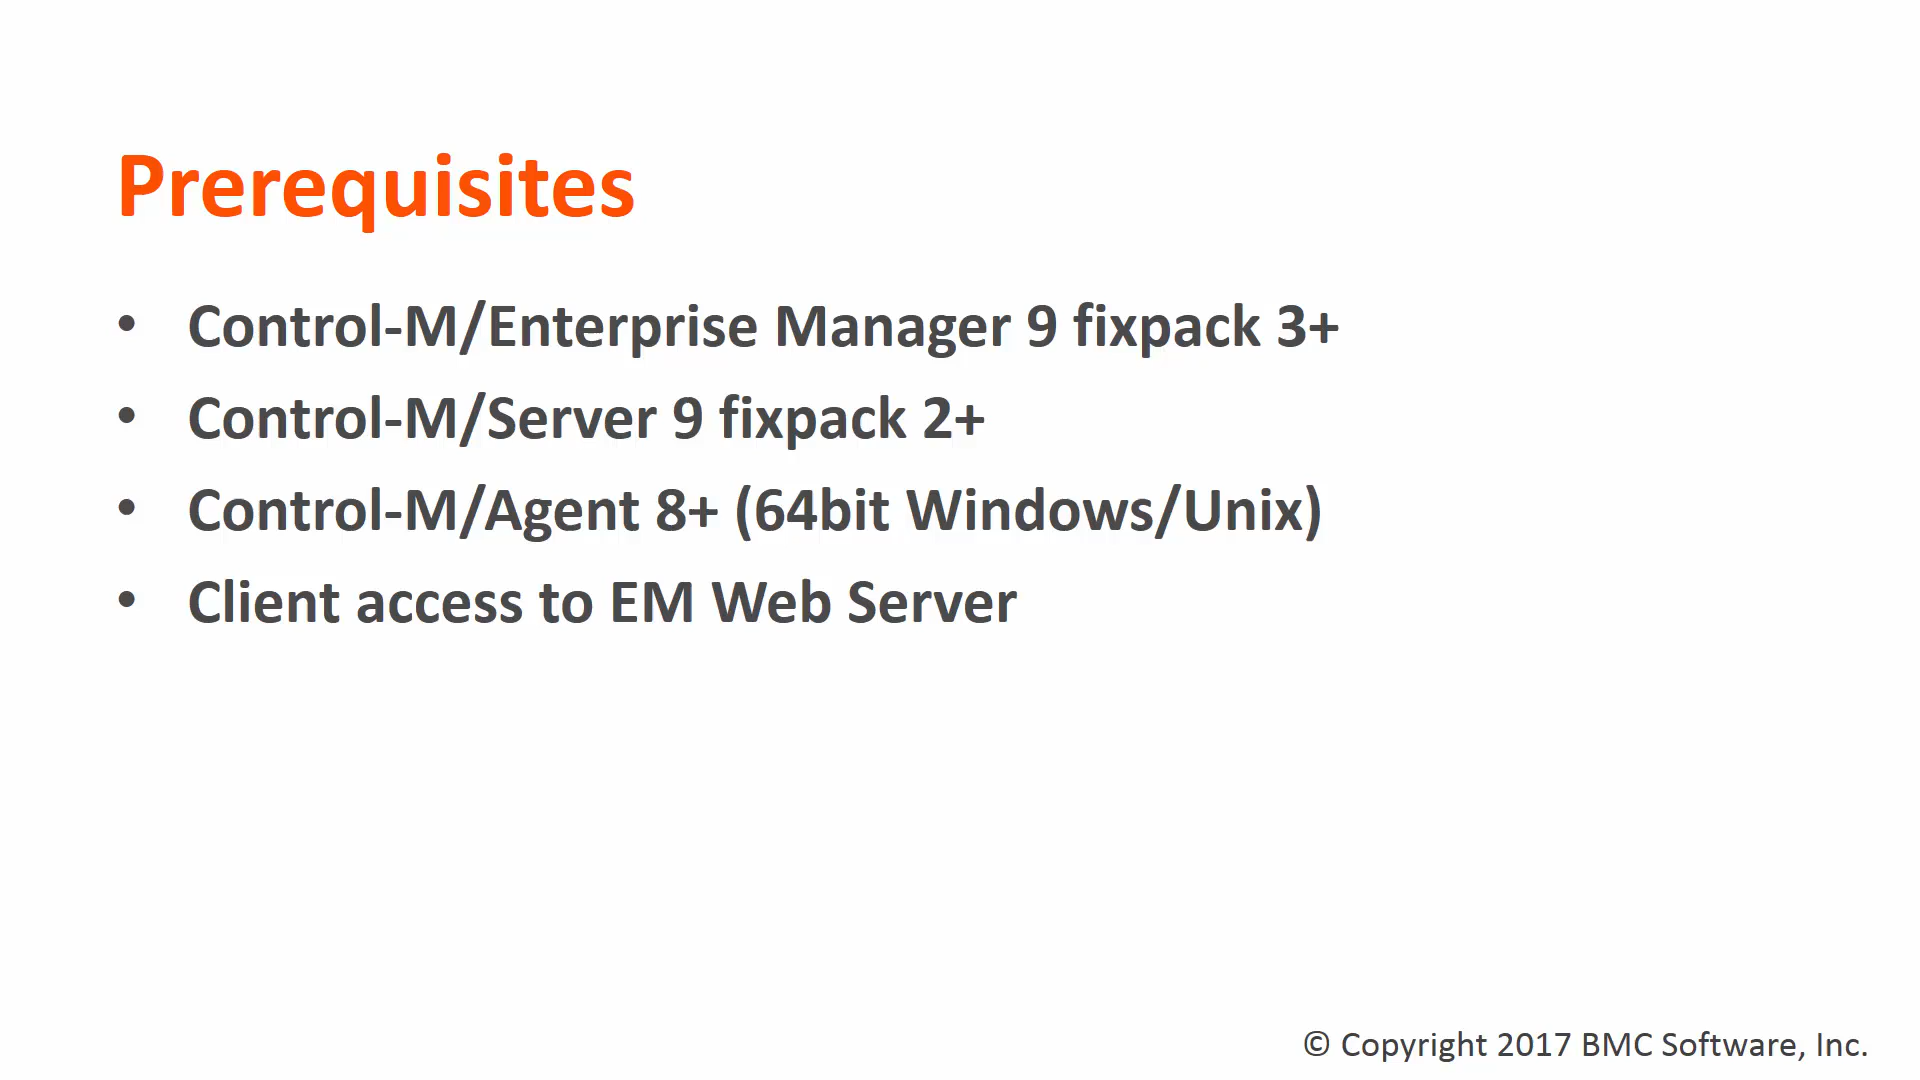 Prerequisites
• Control-M/Enterprise Manager 9 fixpack 3+
• Control-M/Server 9 fixpack 2+
• Control-M/Agent 8+ (64bit Windows/Unix)
• Client access to EM Web Server
© Copyright 2017 BMC Software, Inc.